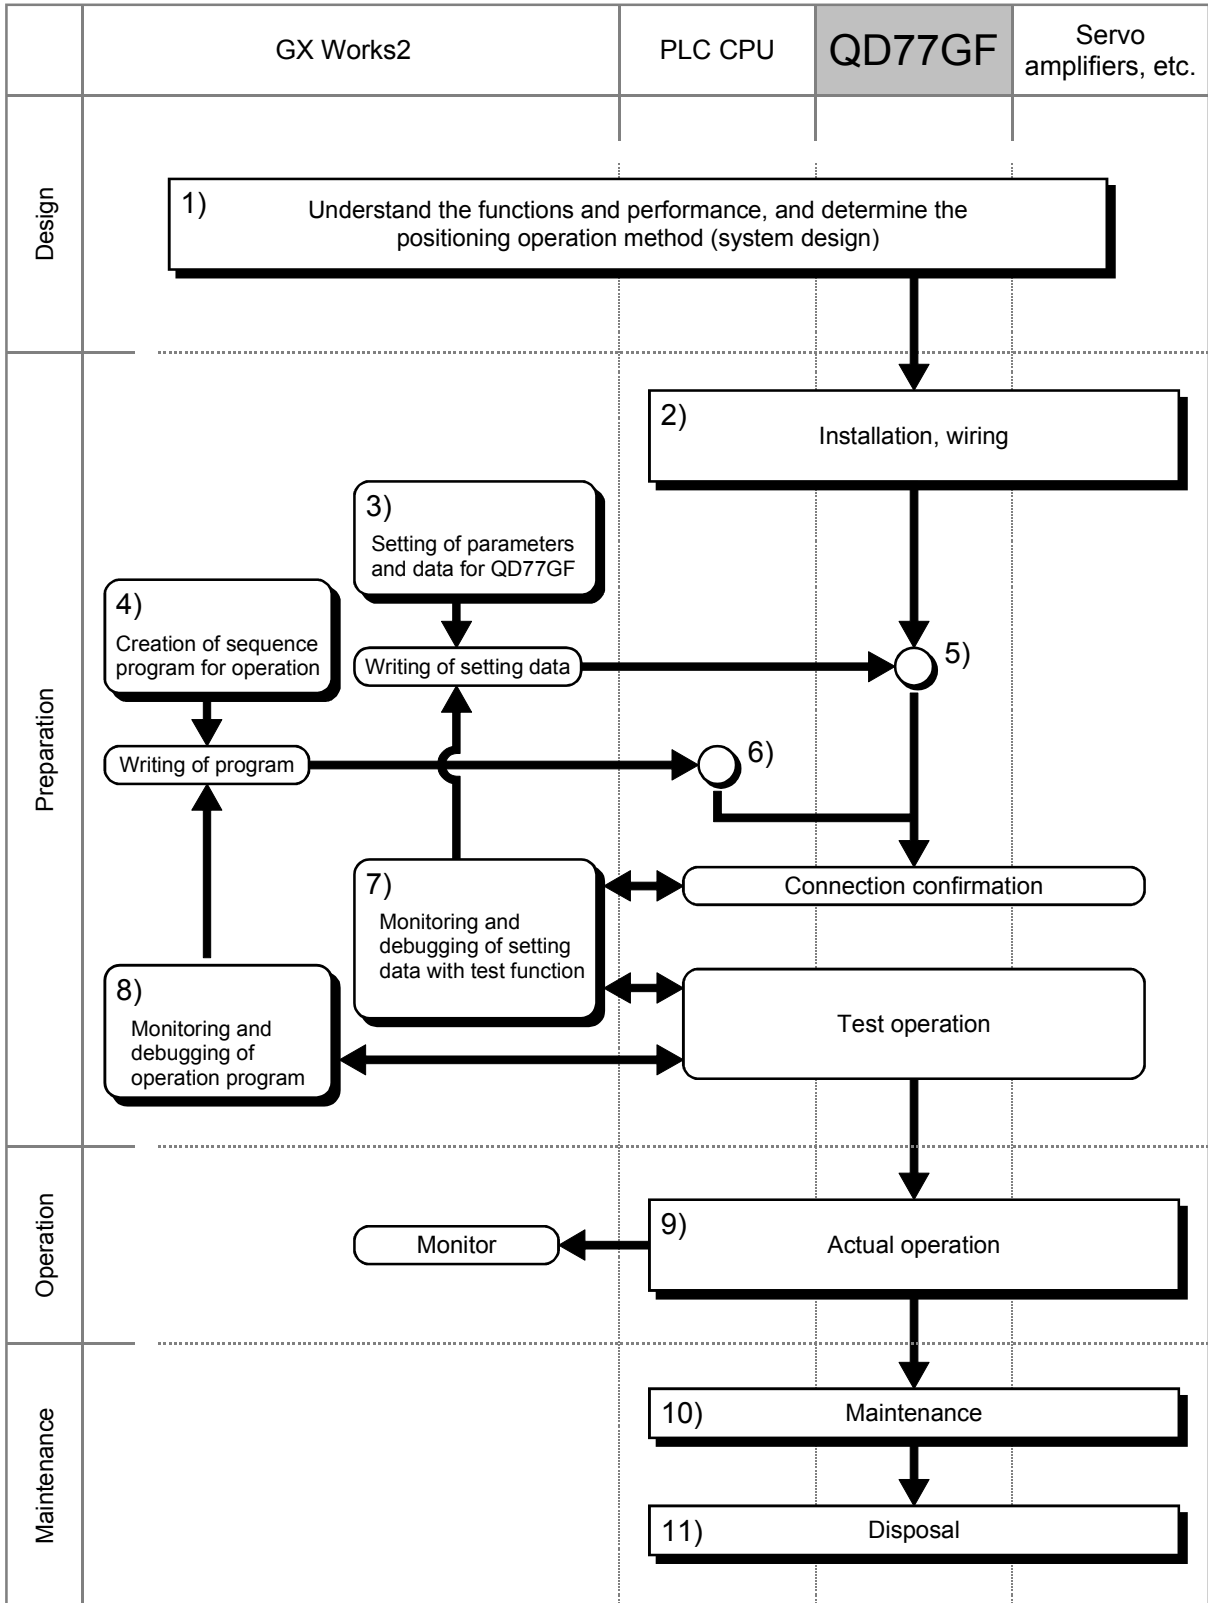 GX Works2
PLC CPU
QD77GF
Servo
amplifiers, etc.
Design
1)
Understand the functions and performance, and determine the
positioning operation method (system design)
Preparation
2)
Installation, wiring
3)
Setting of parameters
and data for QD77GF
4)
Creation of sequence
program for operation
Writing of setting data
5)
Writing of program
6)
7)
Monitoring and
debugging of setting
data with test function
Connection confirmation
8)
Monitoring and
debugging of
operation program
Test operation
Operation
Monitor
9)
Actual operation
Maintenance
10)
Maintenance
11)
Disposal